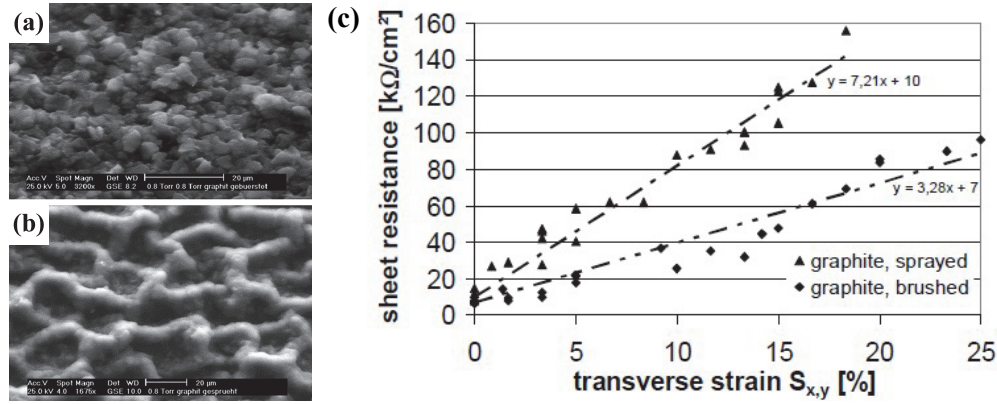 (a)
Acc.V Spot Magn Det WD 20 µm
25.0 kV 5.0 3200x GSE 8.2 0.8 Torr 0.8 Torr graphit gebuerstet
(b)
Acc.V Spot Magn Det WD 20 µm
25.0 kV 4.0 1675x GSE 10.0 0.8 Torr graphit gesprueht
(c)
sheet resistance [kΩ/cm²]
160
140
120
100
80
60
40
20
0
y = 7,21x + 10
y = 3,28x + 7
graphite, sprayed
graphite, brushed
0 5 10 15 20 25
transverse strain Sx,y [%]